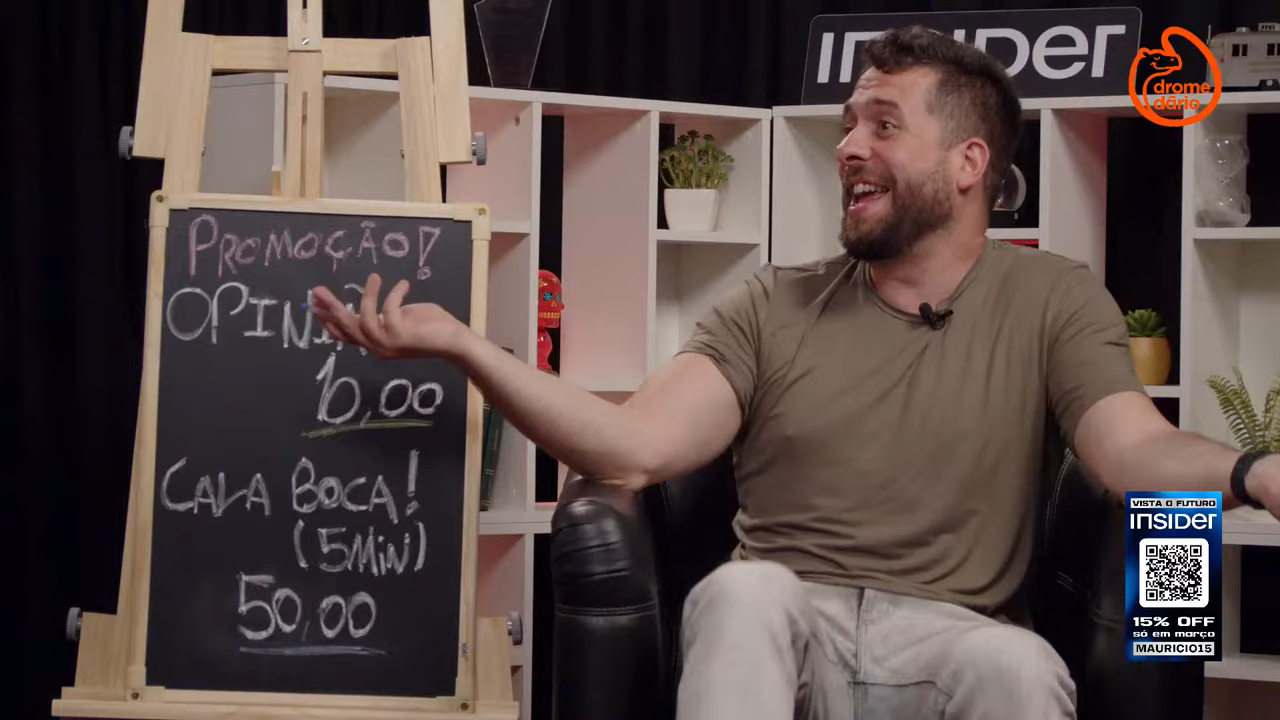 PROMOÇÃO!
OPINIÃO
10,00
CALA BOCA!
(5MIN)
50,00
INSIDER
drome
dário
VISTA O FUTURO
INSIDER
15% OFF
só em março
MAURICIO15